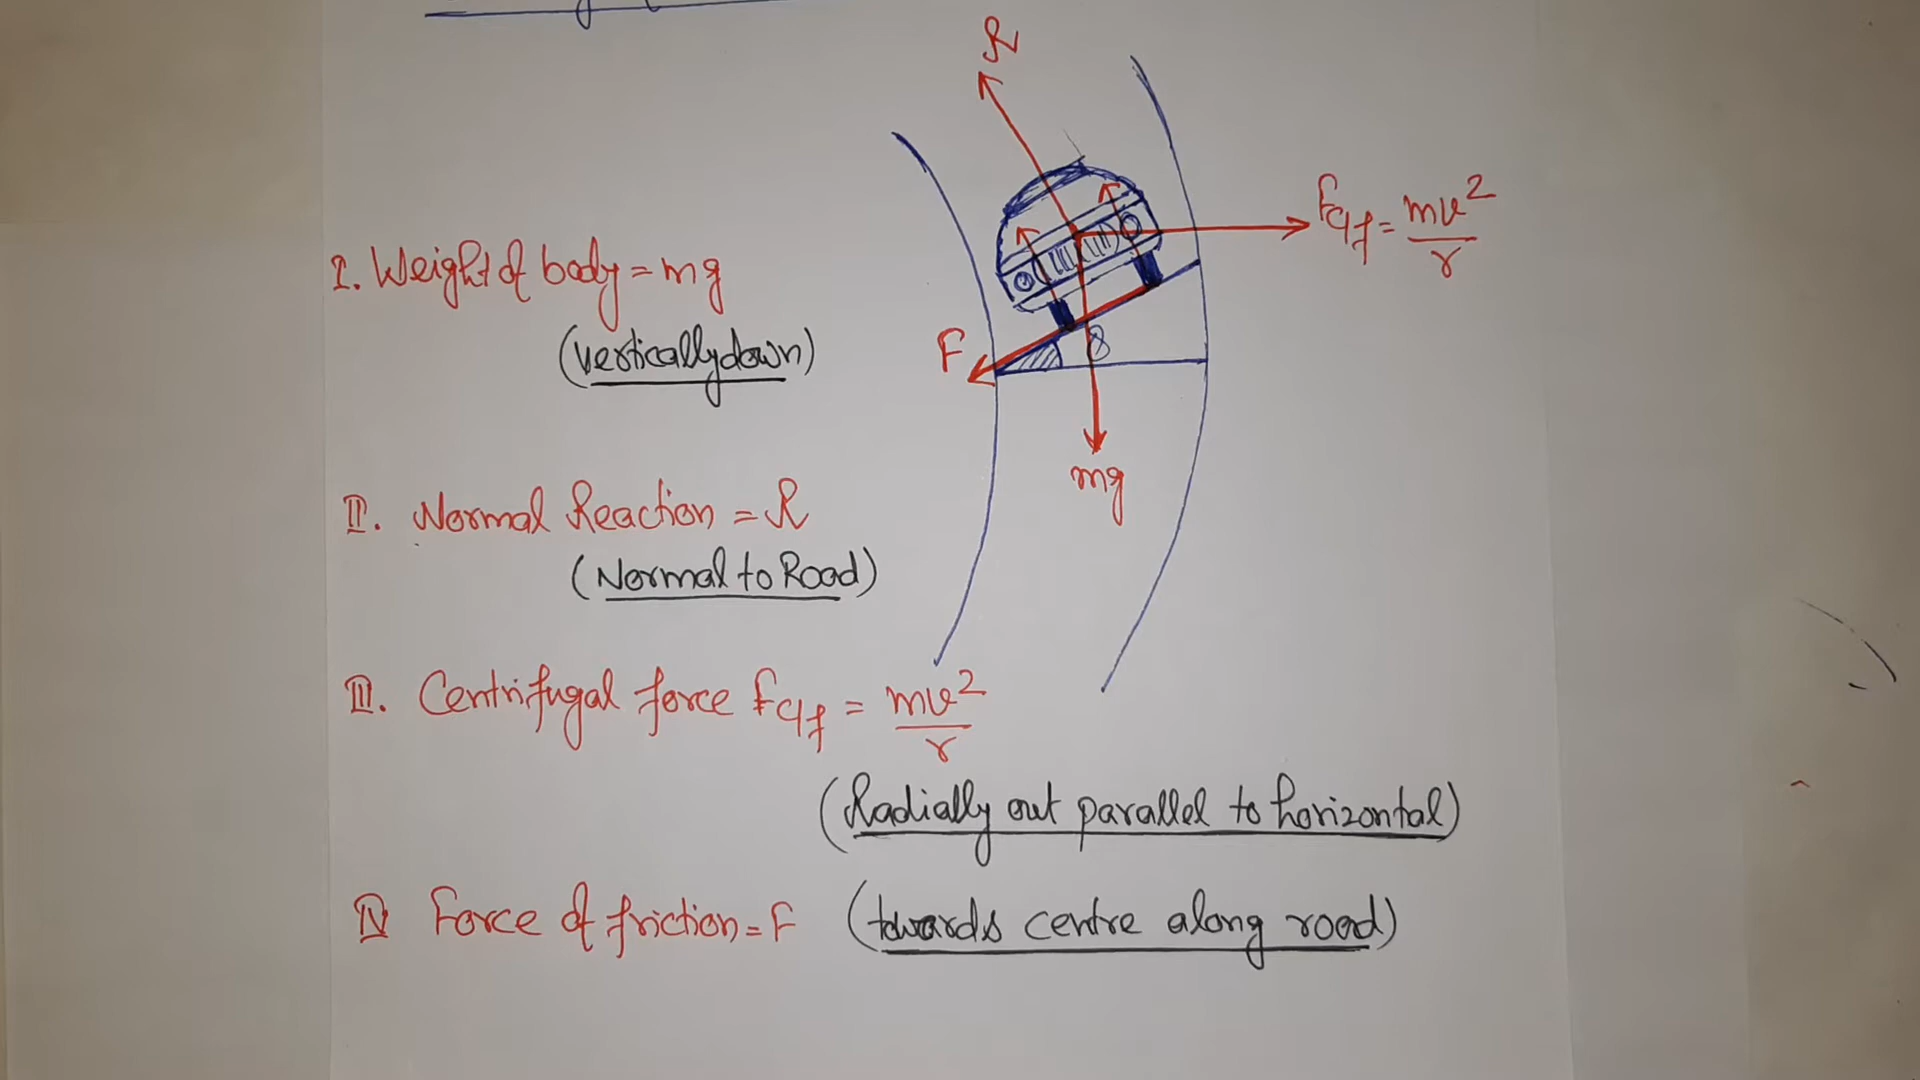 R
F_cf = mv²/r
I. Weight of body = mg
(vertically down)
F
mg
II. Normal Reaction = R
(Normal to Road)
III. Centrifugal force F_cf = mv²/r
(Radially out parallel to horizontal)
IV Force of friction = F (towards centre along road)